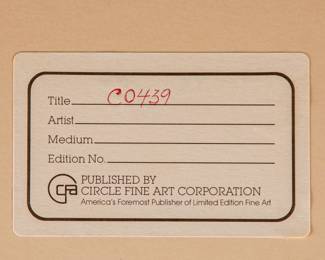 Title CO439
Artist
Medium
Edition No.
cfa PUBLISHED BY
CIRCLE FINE ART CORPORATION
America's Foremost Publisher of Limited Edition Fine Art